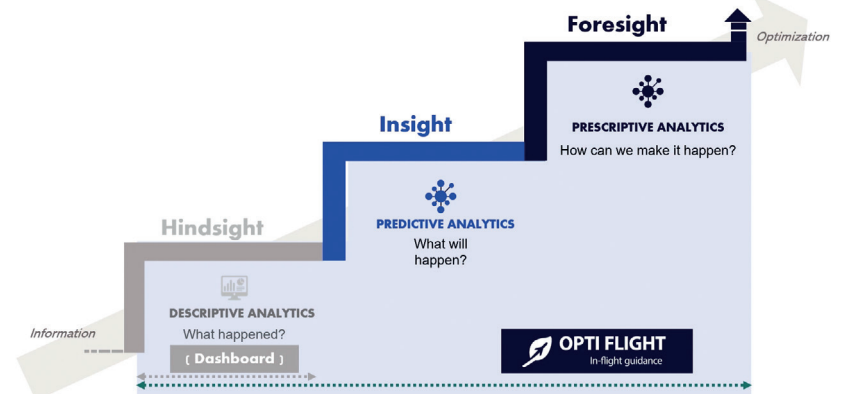 Foresight
Optimization
PRESCRIPTIVE ANALYTICS
How can we make it happen?
Insight
PREDICTIVE ANALYTICS
What will
happen?
Hindsight
DESCRIPTIVE ANALYTICS
What happened?
( Dashboard )
Information
OPTI FLIGHT
In-flight guidance